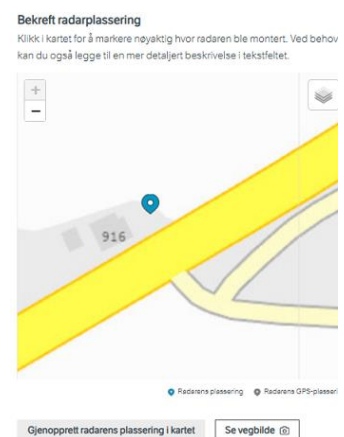 Bekreft radarplassering
Klikk i kartet for å markere nøyaktig hvor radaren ble montert. Ved behov
kan du også legge til en mer detaljert beskrivelse i tekstfeltet.
+
−
916
Radarens plassering Radarens GPS-plasseri
Gjenopprett radarens plassering i kartet Se vegbilde